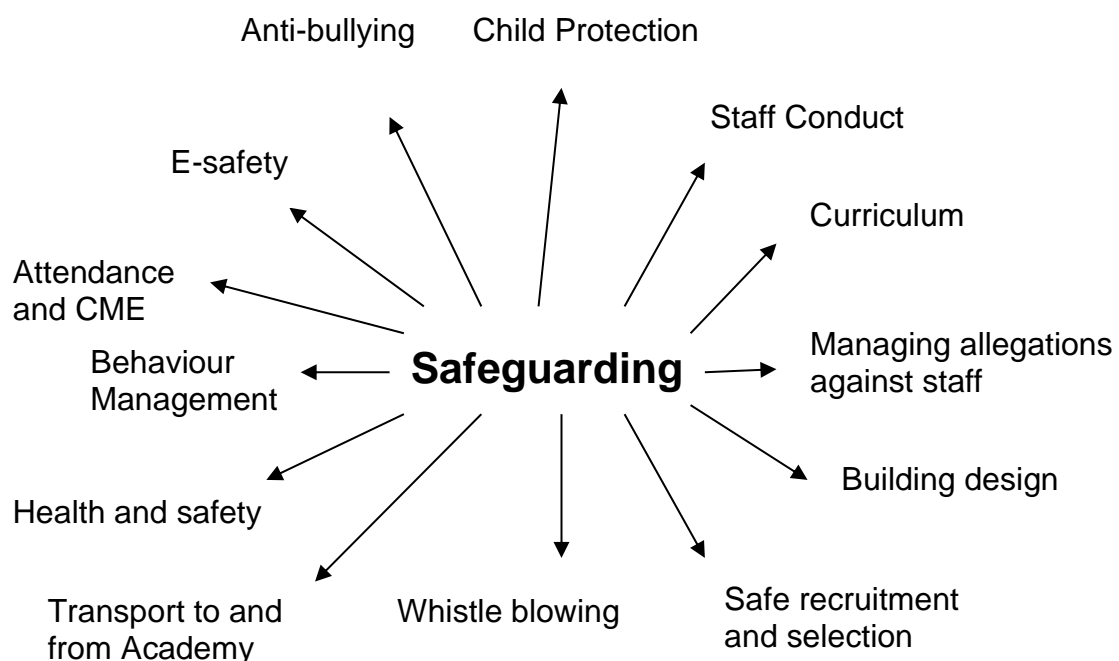 Anti-bullying
Child Protection
Staff Conduct
E-safety
Curriculum
Attendance
and CME
Managing allegations
against staff
Behaviour
Management
Safeguarding
Building design
Health and safety
Transport to and
from Academy
Whistle blowing
Safe recruitment
and selection